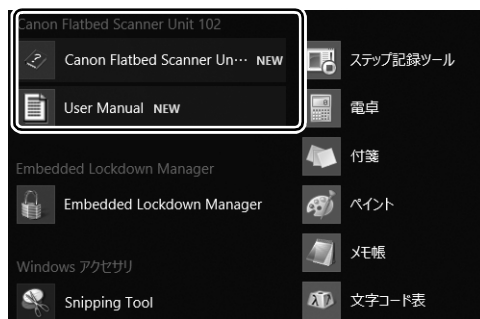 Canon Flatbed Scanner Unit 102
Canon Flatbed Scanner Un… NEW
User Manual NEW
Embedded Lockdown Manager
Embedded Lockdown Manager
Windows アクセサリ
Snipping Tool
ステップ記録ツール
電卓
付箋
ペイント
メモ帳
文字コード表